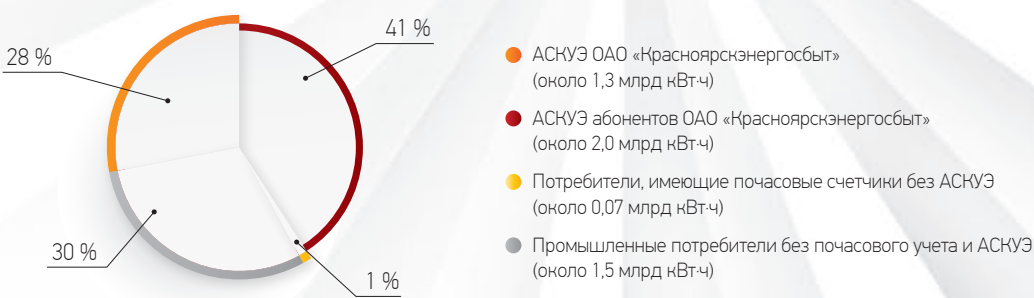 41 %
28 %
30 %
1 %
АСКУЭ ОАО «Красноярскэнергосбыт»
(около 1,3 млрд кВт·ч)
АСКУЭ абонентов ОАО «Красноярскэнергосбыт»
(около 2,0 млрд кВт·ч)
Потребители, имеющие почасовые счетчики без АСКУЭ
(около 0,07 млрд кВт·ч)
Промышленные потребители без почасового учета и АСКУЭ
(около 1,5 млрд кВт·ч)